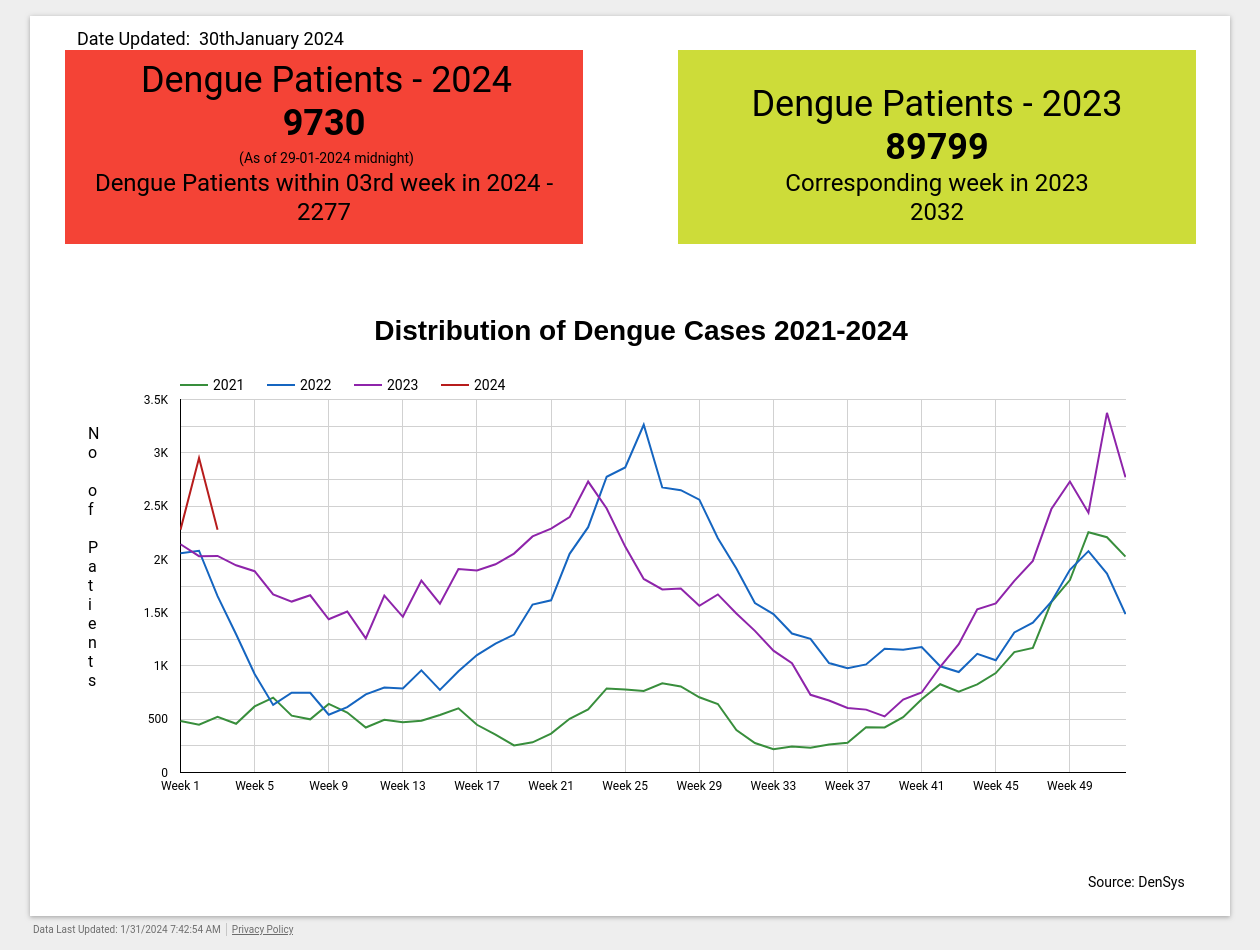 Date Updated:  30thJanuary 2024
Dengue Patients - 2024
9730
(As of 29-01-2024 midnight)
Dengue Patients within 03rd week in 2024 -
2277
Dengue Patients - 2023
89799
Corresponding week in 2023
2032
Distribution of Dengue Cases 2021-2024
2021 2022 2023 2024
No of Patients
3.5K
3K
2.5K
2K
1.5K
1K
500
0
Week 1 Week 5 Week 9 Week 13 Week 17 Week 21 Week 25 Week 29 Week 33 Week 37 Week 41 Week 45 Week 49
Source: DenSys
Data Last Updated: 1/31/2024 7:42:54 AM Privacy Policy